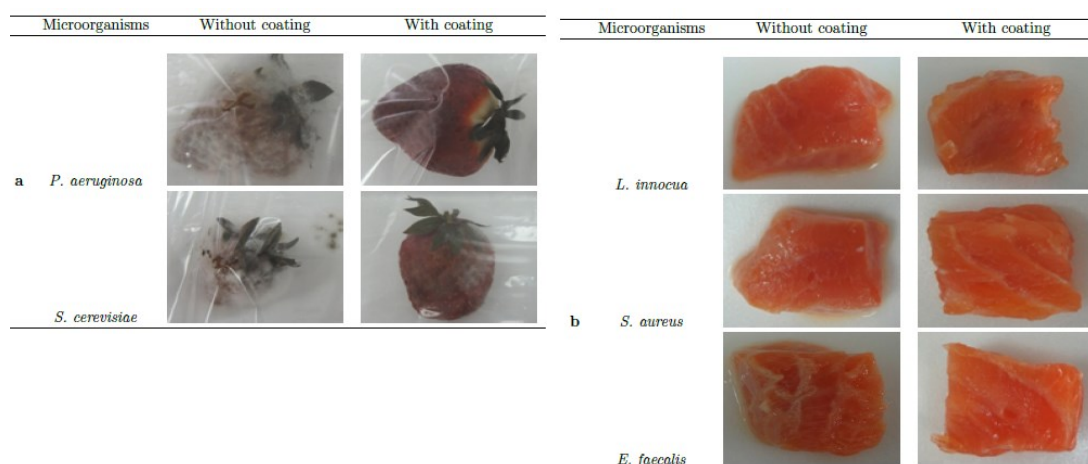 Microorganisms Without coating With coating
a P. aeruginosa
S. cerevisiae
Microorganisms Without coating With coating
L. innocua
b S. aureus
E. faecalis